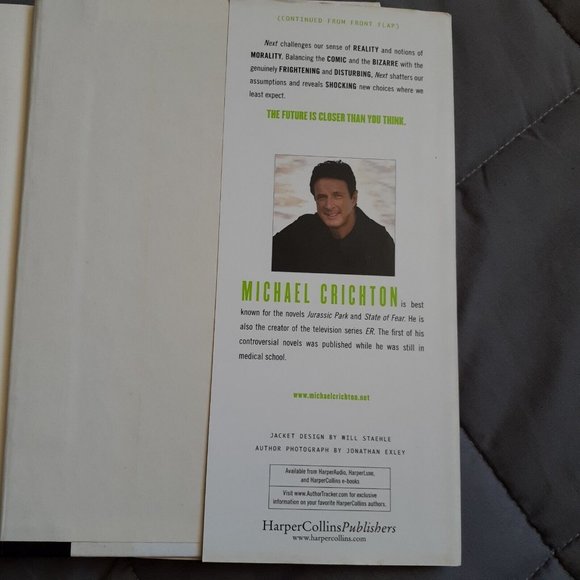 (CONTINUED FROM FRONT FLAP)
Next challenges our sense of REALITY and notions of
MORALITY. Balancing the COMIC and the BIZARRE with the
genuinely FRIGHTENING and DISTURBING, Next shatters our
assumptions and reveals SHOCKING new choices where we
least expect.
THE FUTURE IS CLOSER THAN YOU THINK.
MICHAEL CRICHTON is best
known for the novels Jurassic Park and State of Fear. He is
also the creator of the television series ER. The first of his
controversial novels was published while he was still in
medical school.
www.michaelcrichton.net
JACKET DESIGN BY WILL STAEHLE
AUTHOR PHOTOGRAPH BY JONATHAN EXLEY
Available from HarperAudio, HarperLuxe,
and HarperCollins e-books
Visit www.AuthorTracker.com for exclusive
information on your favorite HarperCollins authors.
HarperCollinsPublishers
www.harpercollins.com